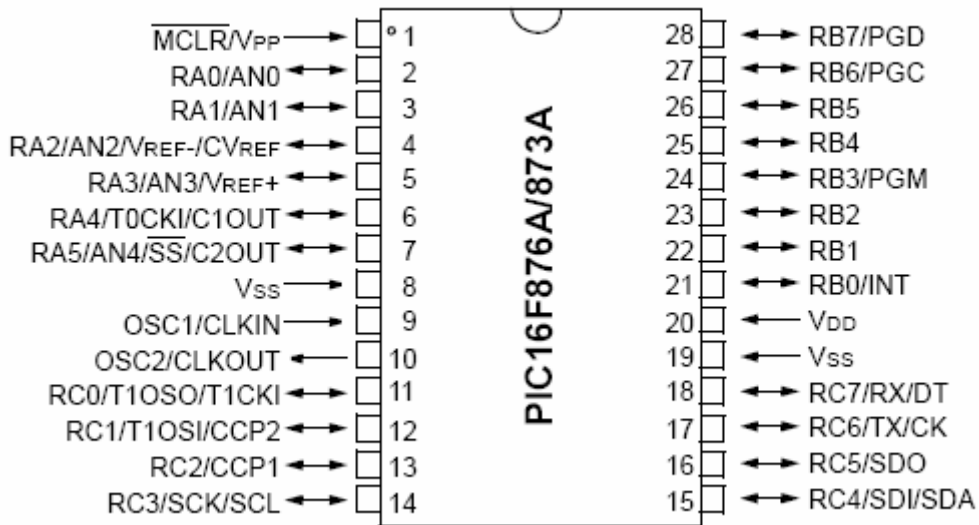 MCLR/VPP 1
RA0/AN0 2
RA1/AN1 3
RA2/AN2/VREF-/CVREF 4
RA3/AN3/VREF+ 5
RA4/T0CKI/C1OUT 6
RA5/AN4/SS/C2OUT 7
VSS 8
OSC1/CLKIN 9
OSC2/CLKOUT 10
RC0/T1OSO/T1CKI 11
RC1/T1OSI/CCP2 12
RC2/CCP1 13
RC3/SCK/SCL 14
PIC16F876A/873A
28 RB7/PGD
27 RB6/PGC
26 RB5
25 RB4
24 RB3/PGM
23 RB2
22 RB1
21 RB0/INT
20 VDD
19 VSS
18 RC7/RX/DT
17 RC6/TX/CK
16 RC5/SDO
15 RC4/SDI/SDA